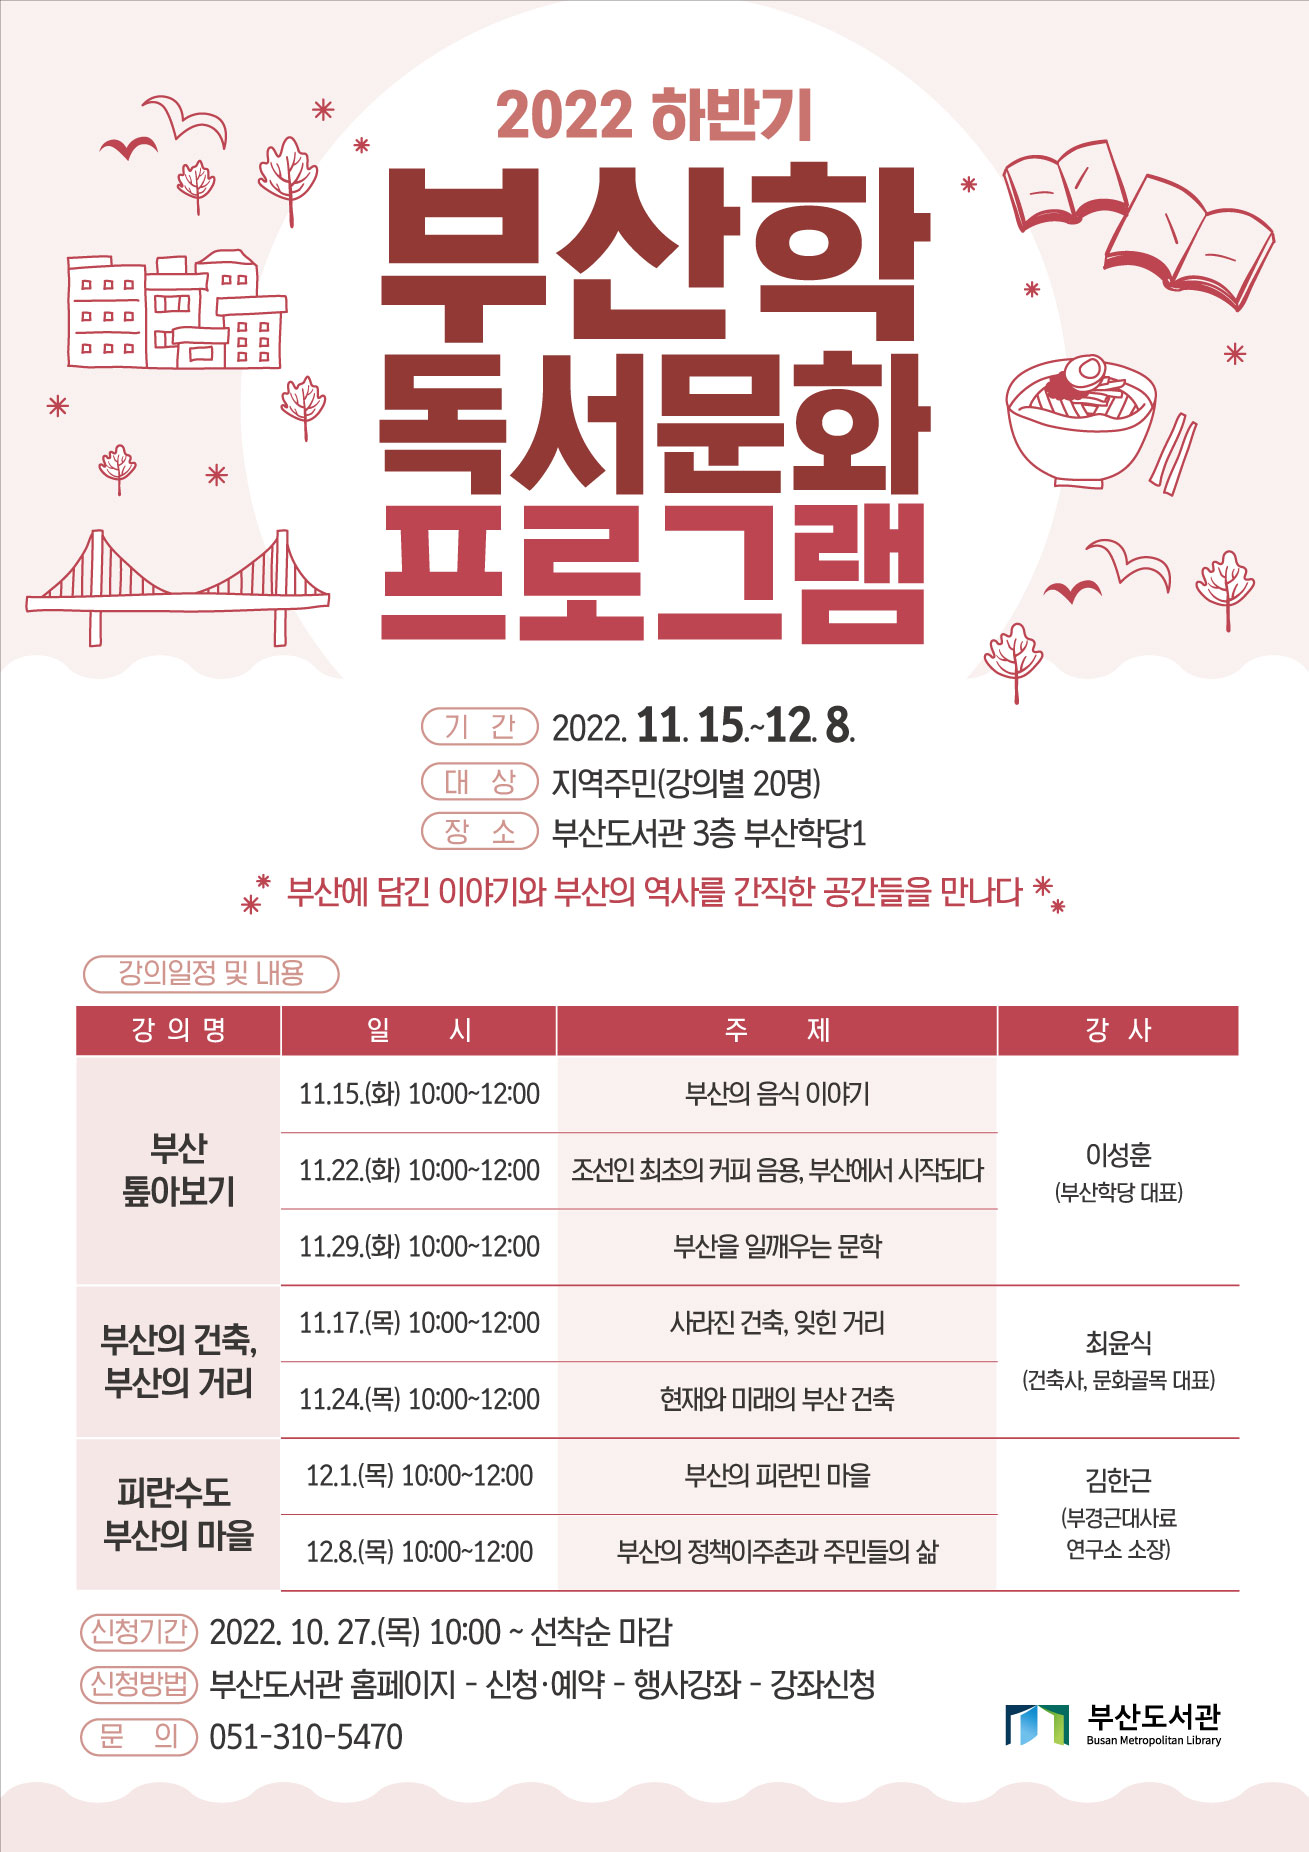 2022 하반기
부산학
독서문화
프로그램
기 간 2022. 11. 15.~12. 8.
대 상 지역주민(강의별 20명)
장 소 부산도서관 3층 부산학당1
부산에 담긴 이야기와 부산의 역사를 간직한 공간들을 만나다
강의일정 및 내용
강 의 명 일 시 주 제 강 사
부산
톺아보기
11.15.(화) 10:00~12:00 부산의 음식 이야기
11.22.(화) 10:00~12:00 조선인 최초의 커피 음용, 부산에서 시작되다
11.29.(화) 10:00~12:00 부산을 일깨우는 문학
이성훈
(부산학당 대표)
부산의 건축,
부산의 거리
11.17.(목) 10:00~12:00 사라진 건축, 잊힌 거리
11.24.(목) 10:00~12:00 현재와 미래의 부산 건축
최윤식
(건축사, 문화골목 대표)
피란수도
부산의 마을
12.1.(목) 10:00~12:00 부산의 피란민 마을
12.8.(목) 10:00~12:00 부산의 정책이주촌과 주민들의 삶
김한근
(부경근대사료
연구소 소장)
신청기간 2022. 10. 27.(목) 10:00 ~ 선착순 마감
신청방법 부산도서관 홈페이지 - 신청·예약 - 행사강좌 - 강좌신청
문 의 051-310-5470
부산도서관
Busan Metropolitan Library